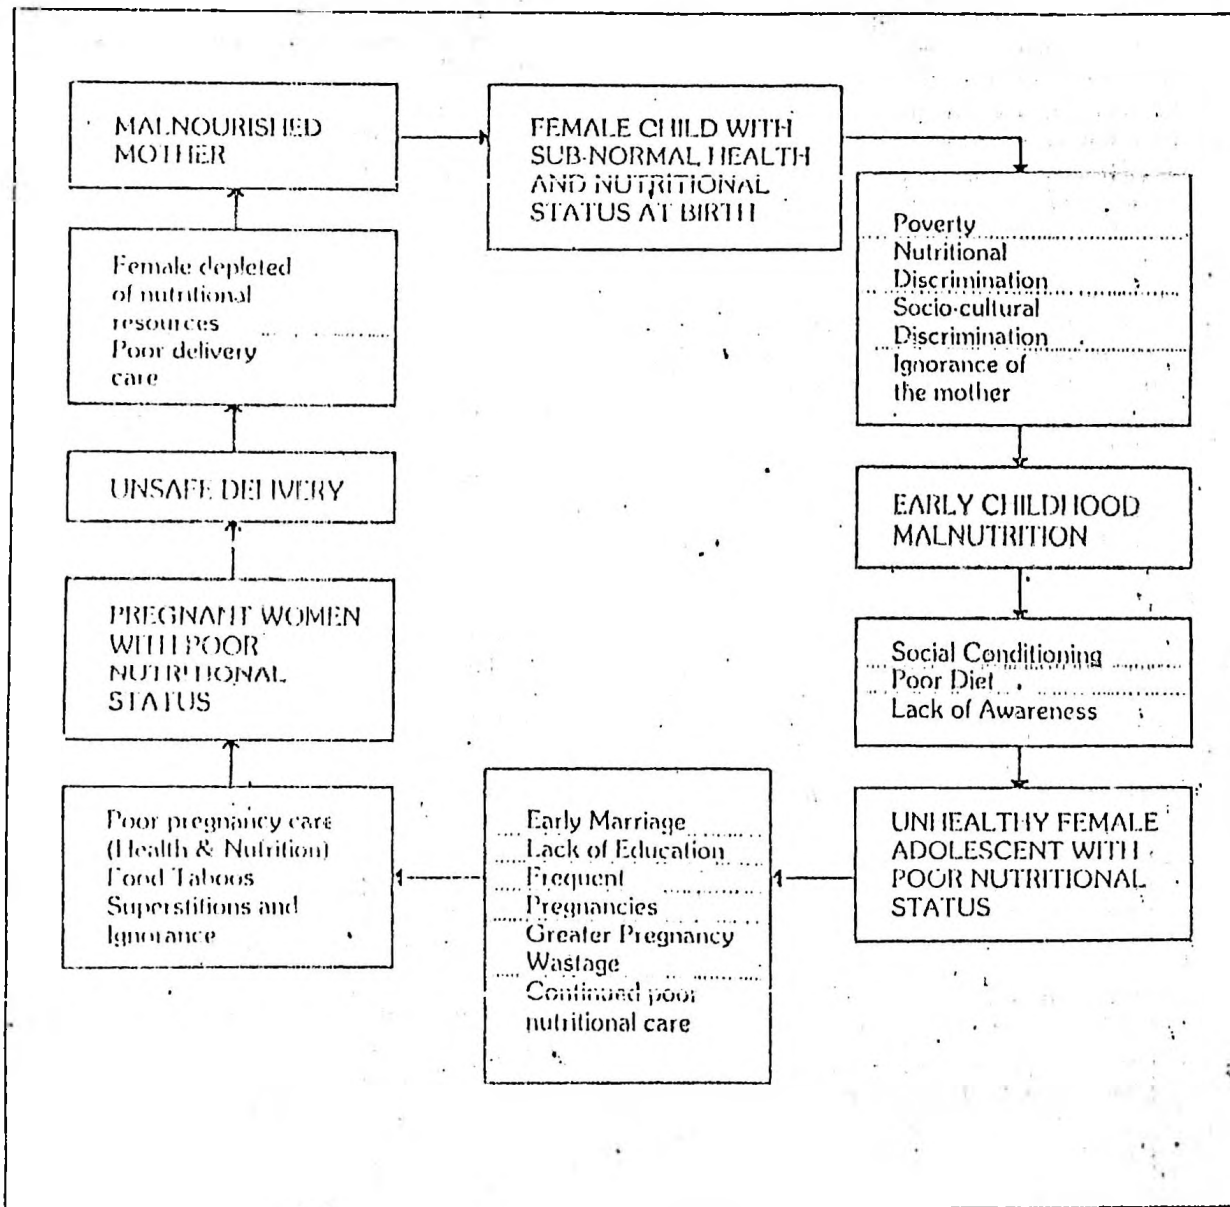 MALNOURISHED
MOTHER
FEMALE CHILD WITH
SUB-NORMAL HEALTH
AND NUTRITIONAL
STATUS AT BIRTH
Poverty
Nutritional
Discrimination
Socio-cultural
Discrimination
Ignorance of
the mother
EARLY CHILDHOOD
MALNUTRITION
Social Conditioning
Poor Diet
Lack of Awareness
UNHEALTHY FEMALE
ADOLESCENT WITH
POOR NUTRITIONAL
STATUS
Early Marriage
Lack of Education
Frequent
Pregnancies
Greater Pregnancy
Wastage
Continued poor
nutritional care
Poor pregnancy care
(Health & Nutrition)
Food Taboos
Superstitions and
Ignorance
PREGNANT WOMEN
WITH POOR
NUTRITIONAL
STATUS
UNSAFE DELIVERY
Female depleted
of nutritional
resources
Poor delivery
care